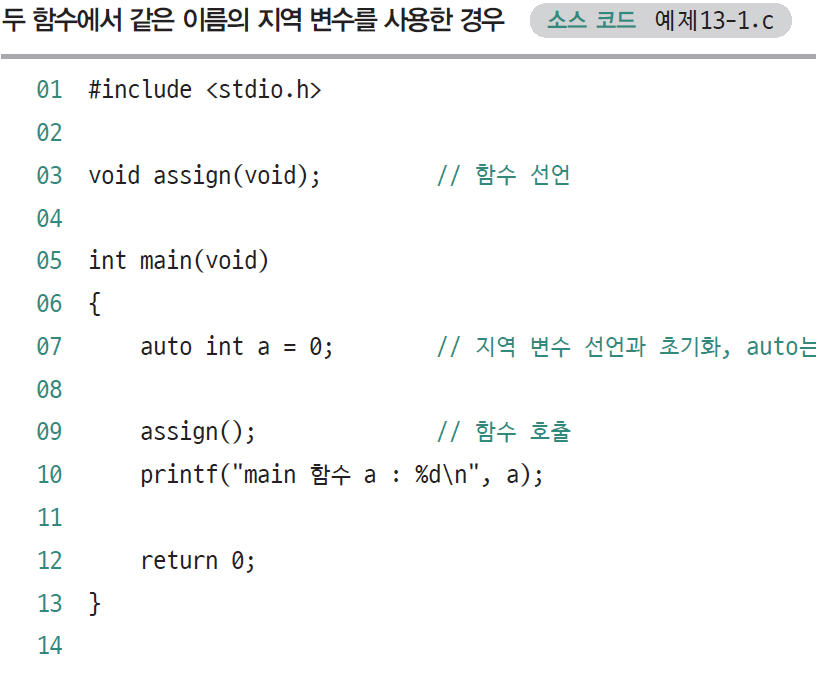 두 함수에서 같은 이름의 지역 변수를 사용한 경우 소스 코드 예제13-1.c
01 #include <stdio.h>
02
03 void assign(void); // 함수 선언
04
05 int main(void)
06 {
07 auto int a = 0; // 지역 변수 선언과 초기화, auto는
08
09 assign(); // 함수 호출
10 printf("main 함수 a : %d\n", a);
11
12 return 0;
13 }
14